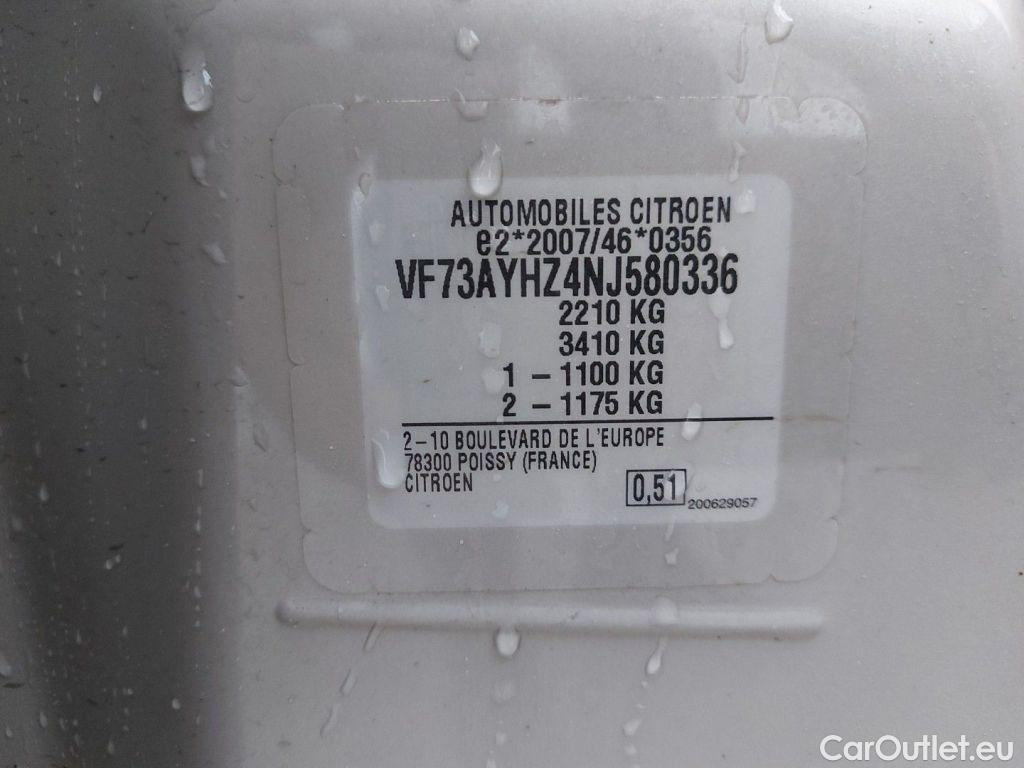 AUTOMOBILES CITROEN
e2*2007/46*0356
VF73AYHZ4NJ580336
2210 KG
3410 KG
1 – 1100 KG
2 – 1175 KG
2–10 BOULEVARD DE L'EUROPE
78300 POISSY (FRANCE)
CITROEN
0,51
200629057
CarOutlet.eu